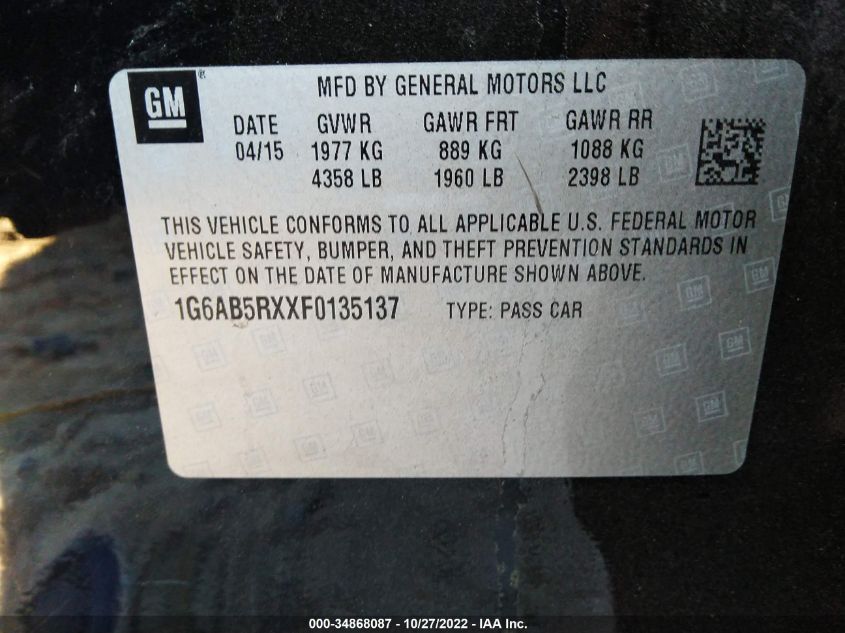 GM
MFD BY GENERAL MOTORS LLC
DATE GVWR GAWR FRT GAWR RR
04/15 1977 KG 889 KG 1088 KG
4358 LB 1960 LB 2398 LB
THIS VEHICLE CONFORMS TO ALL APPLICABLE U.S. FEDERAL MOTOR
VEHICLE SAFETY, BUMPER, AND THEFT PREVENTION STANDARDS IN
EFFECT ON THE DATE OF MANUFACTURE SHOWN ABOVE.
1G6AB5RXXF0135137 TYPE: PASS CAR
000-34868087 - 10/27/2022 - IAA Inc.